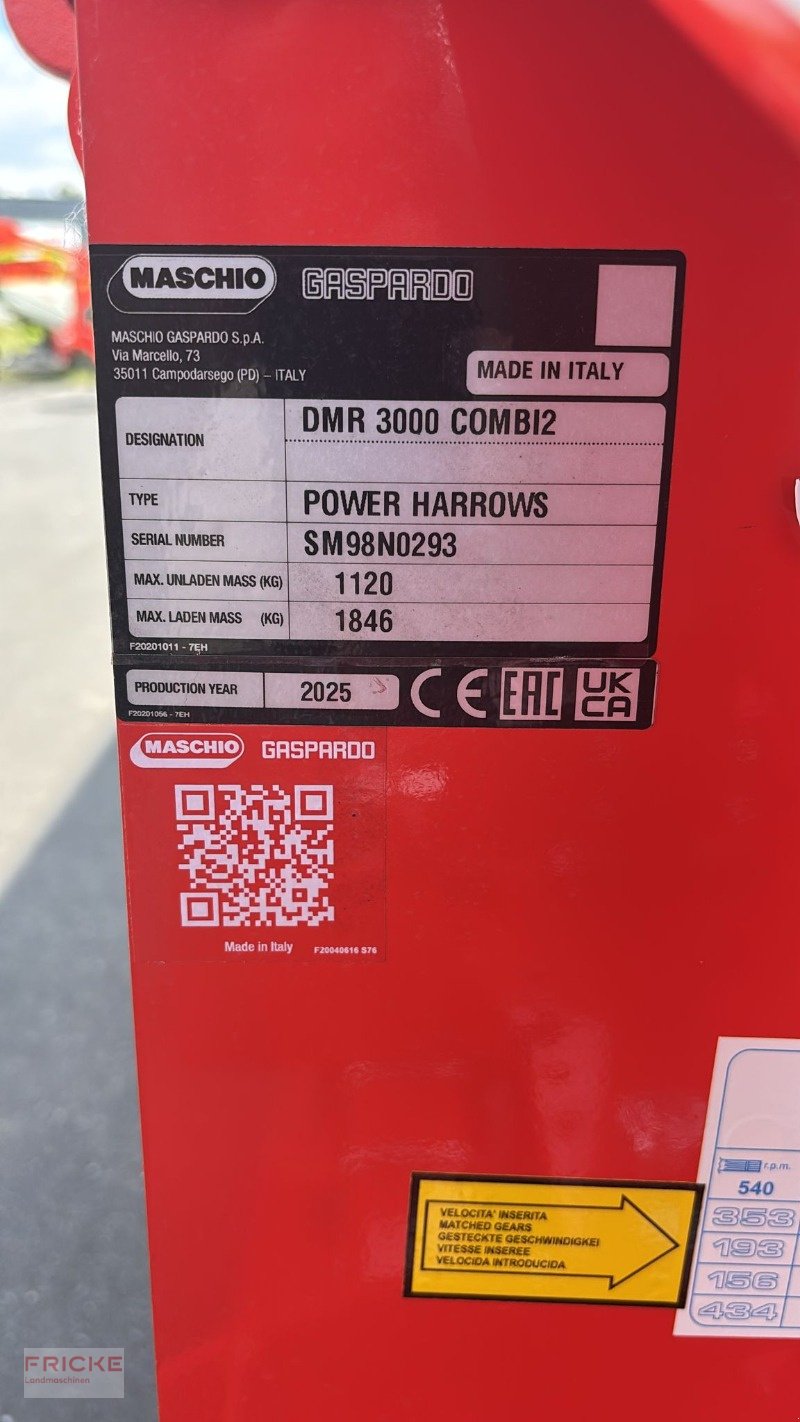 MASCHIO GASPARDO
MASCHIO GASPARDO S.p.A.
Via Marcello, 73
35011 Campodarsego (PD) – ITALY
MADE IN ITALY
DESIGNATION DMR 3000 COMBI2
TYPE POWER HARROWS
SERIAL NUMBER SM98N0293
MAX. UNLADEN MASS (KG) 1120
MAX. LADEN MASS (KG) 1846
F20201011 - 7EH
PRODUCTION YEAR 2025 CE EAC UK CA
F20201056 - 7EH
MASCHIO GASPARDO
Made in Italy F20040616 S76
r.p.m.
540
353
193
156
434
VELOCITA' INSERITA
MATCHED GEARS
GESTECKTE GESCHWINDIGKEI
VITESSE INSEREE
VELOCIDA INTRODUCIDA
FRICKE
Landmaschinen